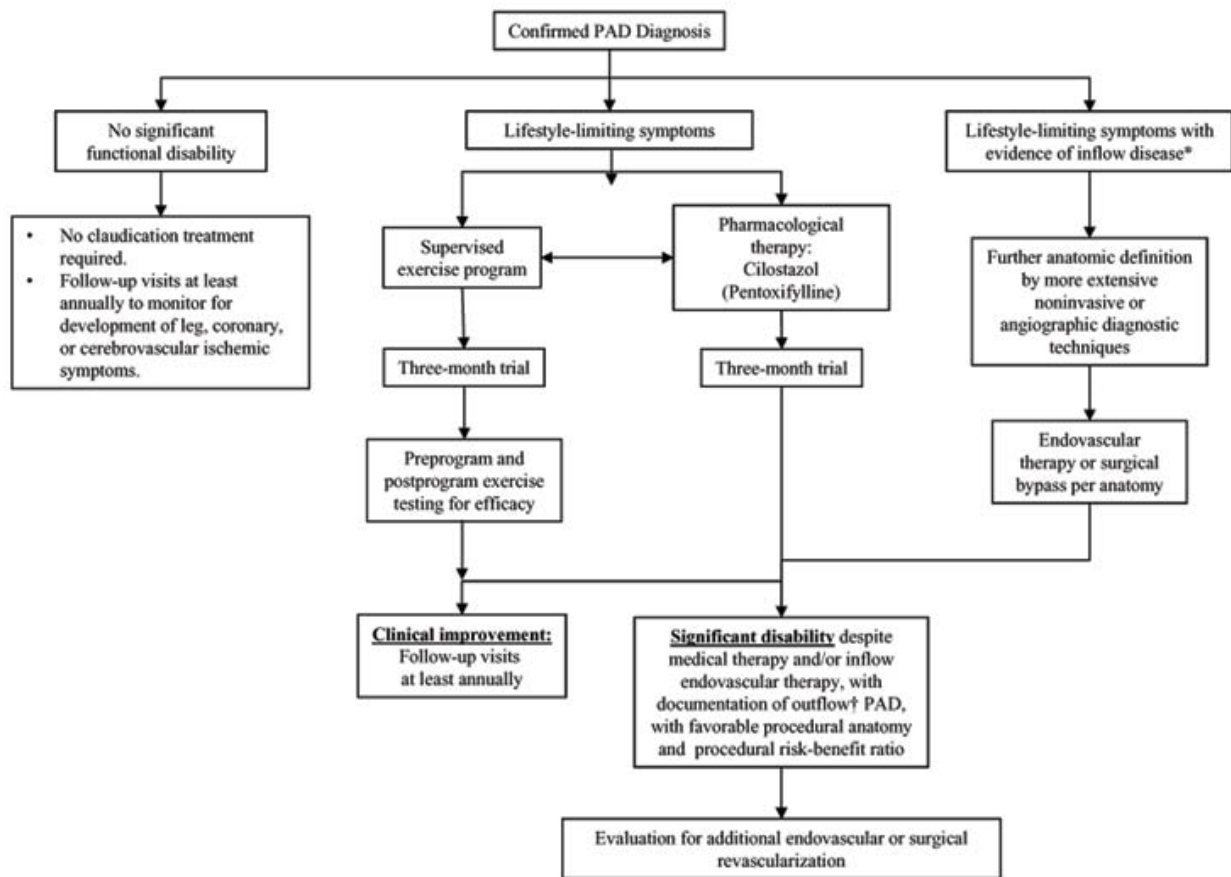 Confirmed PAD Diagnosis
No significant
functional disability
Lifestyle-limiting symptoms
Lifestyle-limiting symptoms with
evidence of inflow disease*
• No claudication treatment
required.
• Follow-up visits at least
annually to monitor for
development of leg, coronary,
or cerebrovascular ischemic
symptoms.
Supervised
exercise program
Pharmacological
therapy:
Cilostazol
(Pentoxifylline)
Further anatomic definition
by more extensive
noninvasive or
angiographic diagnostic
techniques
Three-month trial
Three-month trial
Preprogram and
postprogram exercise
testing for efficacy
Endovascular
therapy or surgical
bypass per anatomy
Clinical improvement:
Follow-up visits
at least annually
Significant disability despite
medical therapy and/or inflow
endovascular therapy, with
documentation of outflow† PAD,
with favorable procedural anatomy
and procedural risk-benefit ratio
Evaluation for additional endovascular or surgical
revascularization